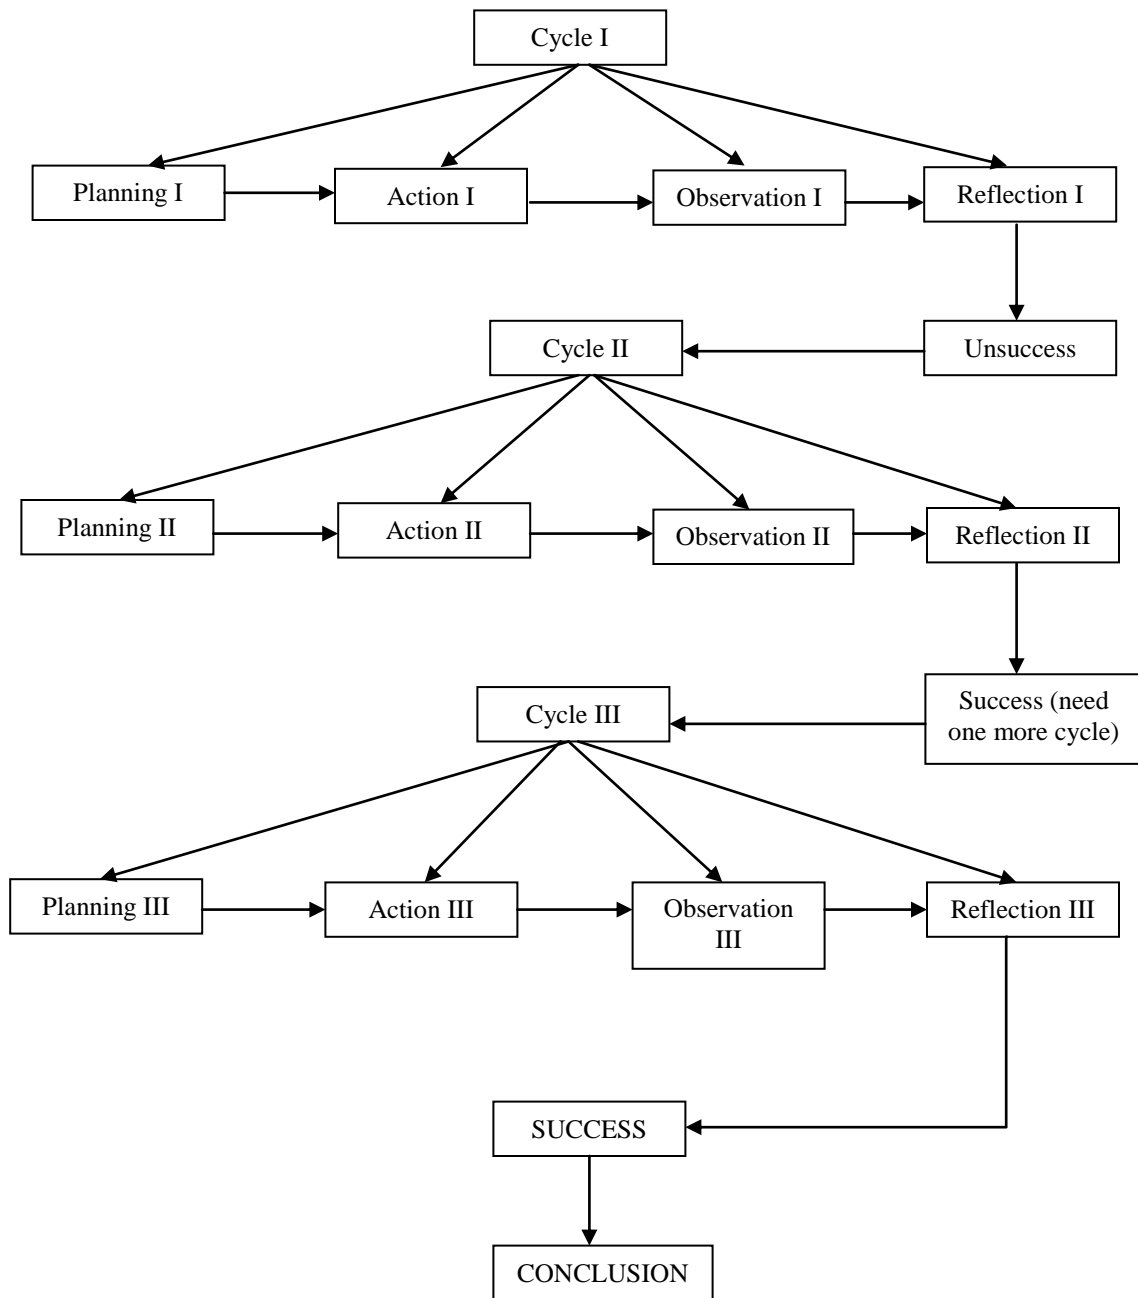 Cycle I
Planning I
Action I
Observation I
Reflection I
Cycle II
Unsuccess
Planning II
Action II
Observation II
Reflection II
Cycle III
Success (need
one more cycle)
Planning III
Action III
Observation
III
Reflection III
SUCCESS
CONCLUSION